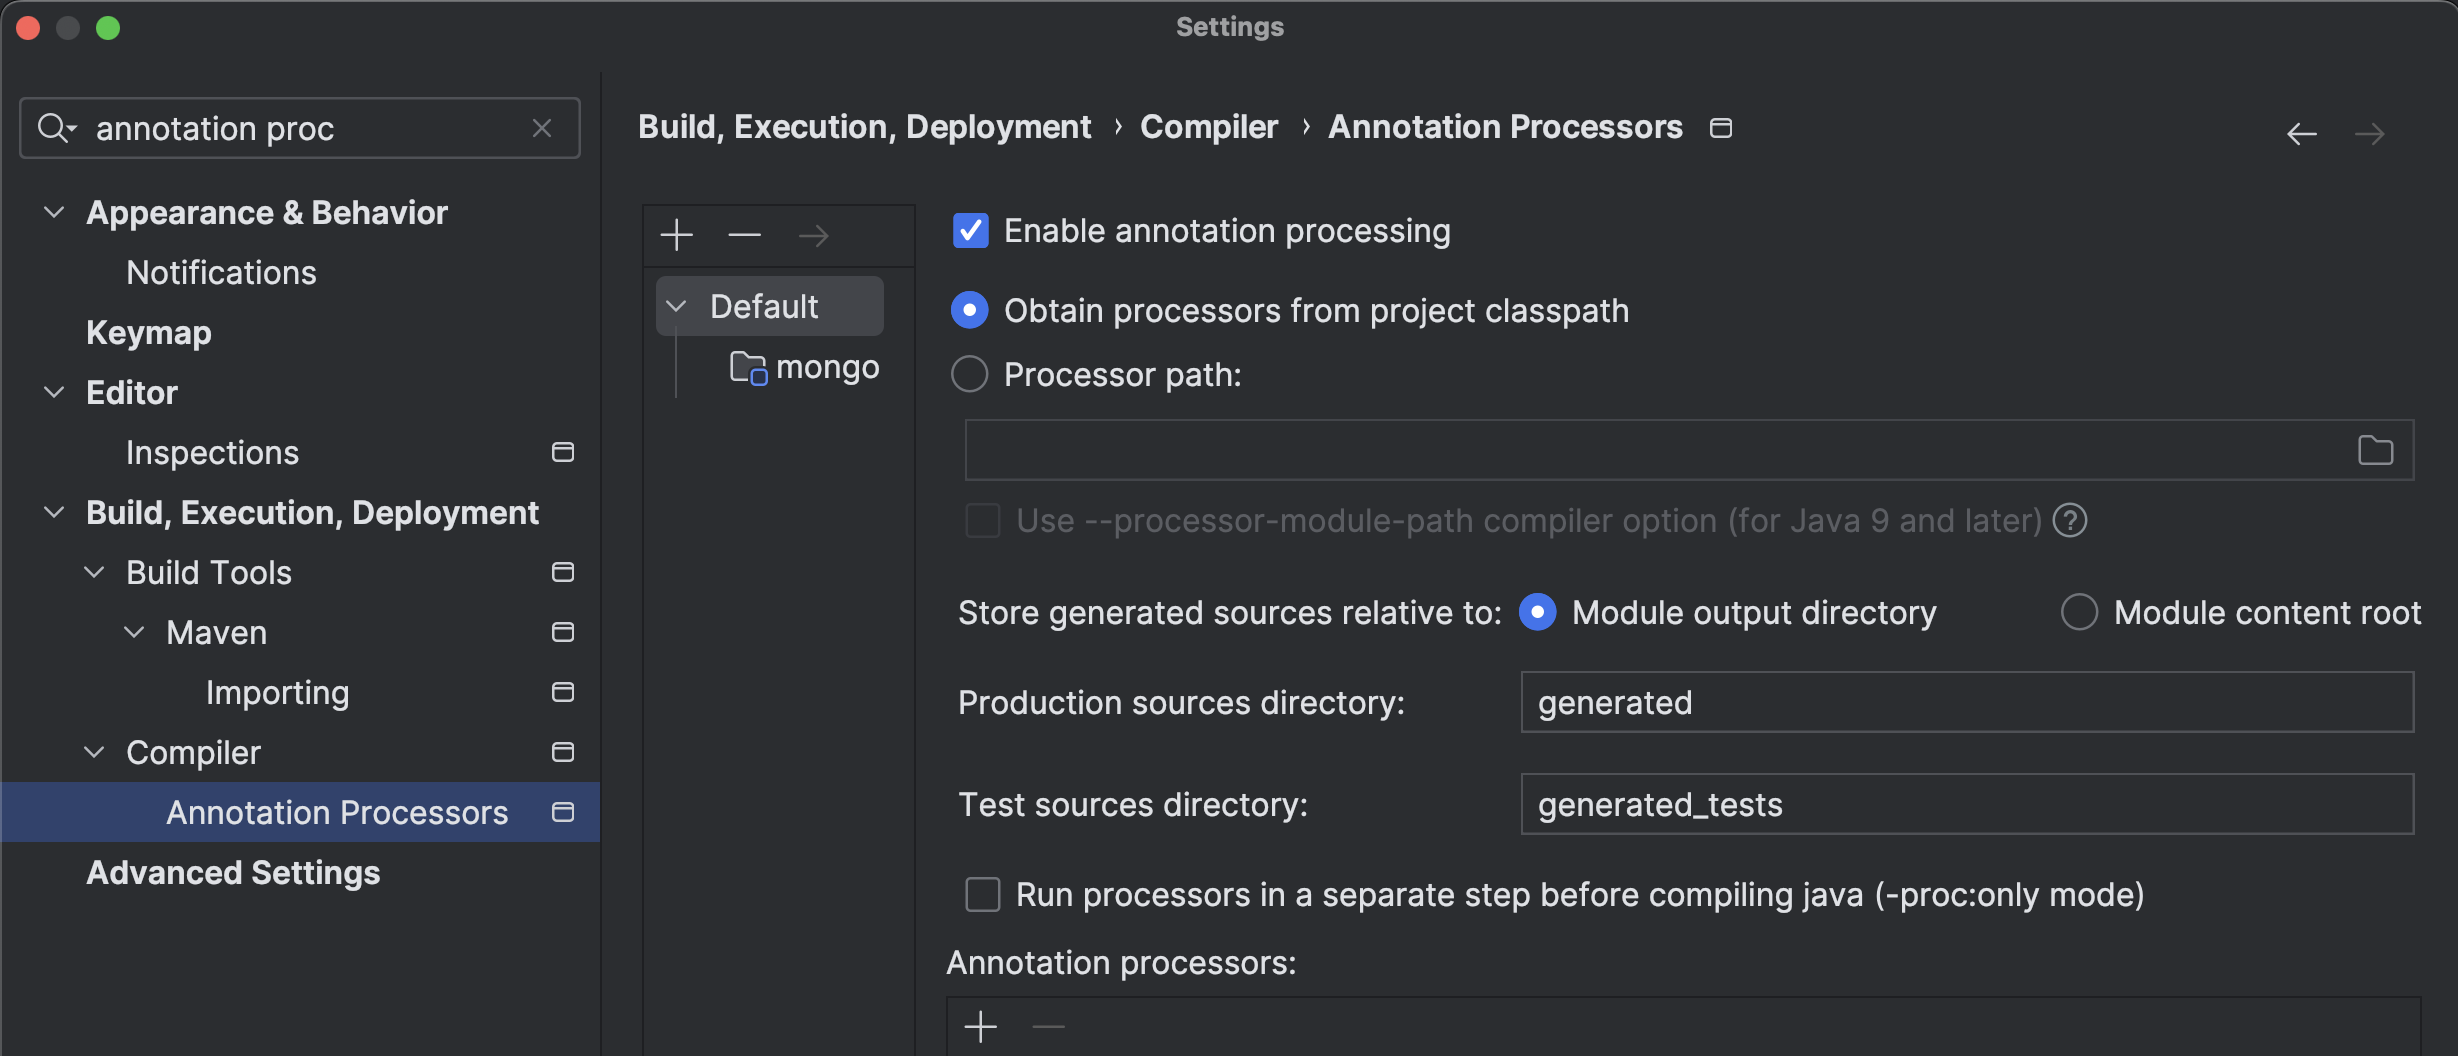 Settings
annotation proc
Appearance & Behavior
Notifications
Keymap
Editor
Inspections
Build, Execution, Deployment
Build Tools
Maven
Importing
Compiler
Annotation Processors
Advanced Settings
Build, Execution, Deployment › Compiler › Annotation Processors
Default
mongo
Enable annotation processing
Obtain processors from project classpath
Processor path:
Use --processor-module-path compiler option (for Java 9 and later) ?
Store generated sources relative to: Module output directory Module content root
Production sources directory: generated
Test sources directory: generated_tests
Run processors in a separate step before compiling java (-proc:only mode)
Annotation processors: